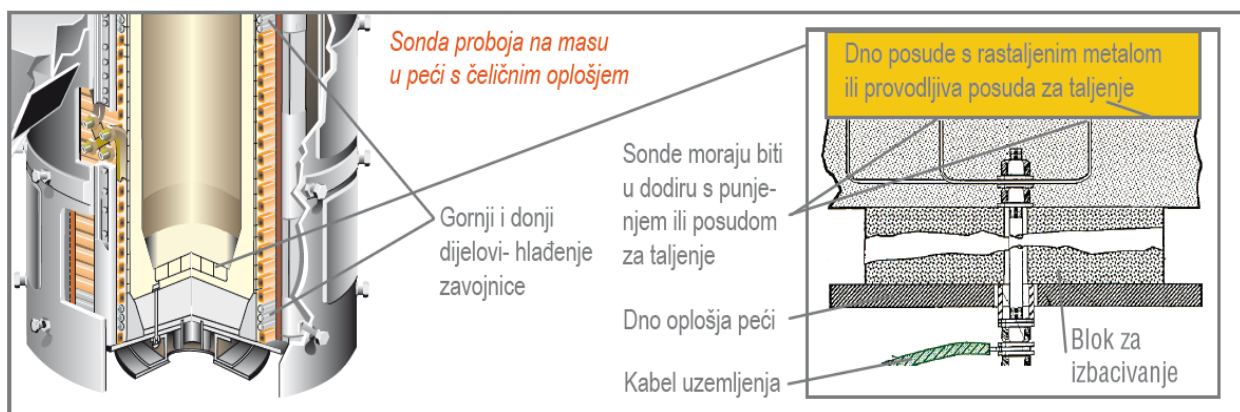 Sonda proboja na masu
u peći s čeličnim oplošjem
Dno posude s rastaljenim metalom
ili provodljiva posuda za taljenje
Sonde moraju biti
u dodiru s punje-
njem ili posudom
za taljenje
Gornji i donji
dijelovi- hlađenje
zavojnice
Dno oplošja peći
Kabel uzemljenja
Blok za
izbacivanje